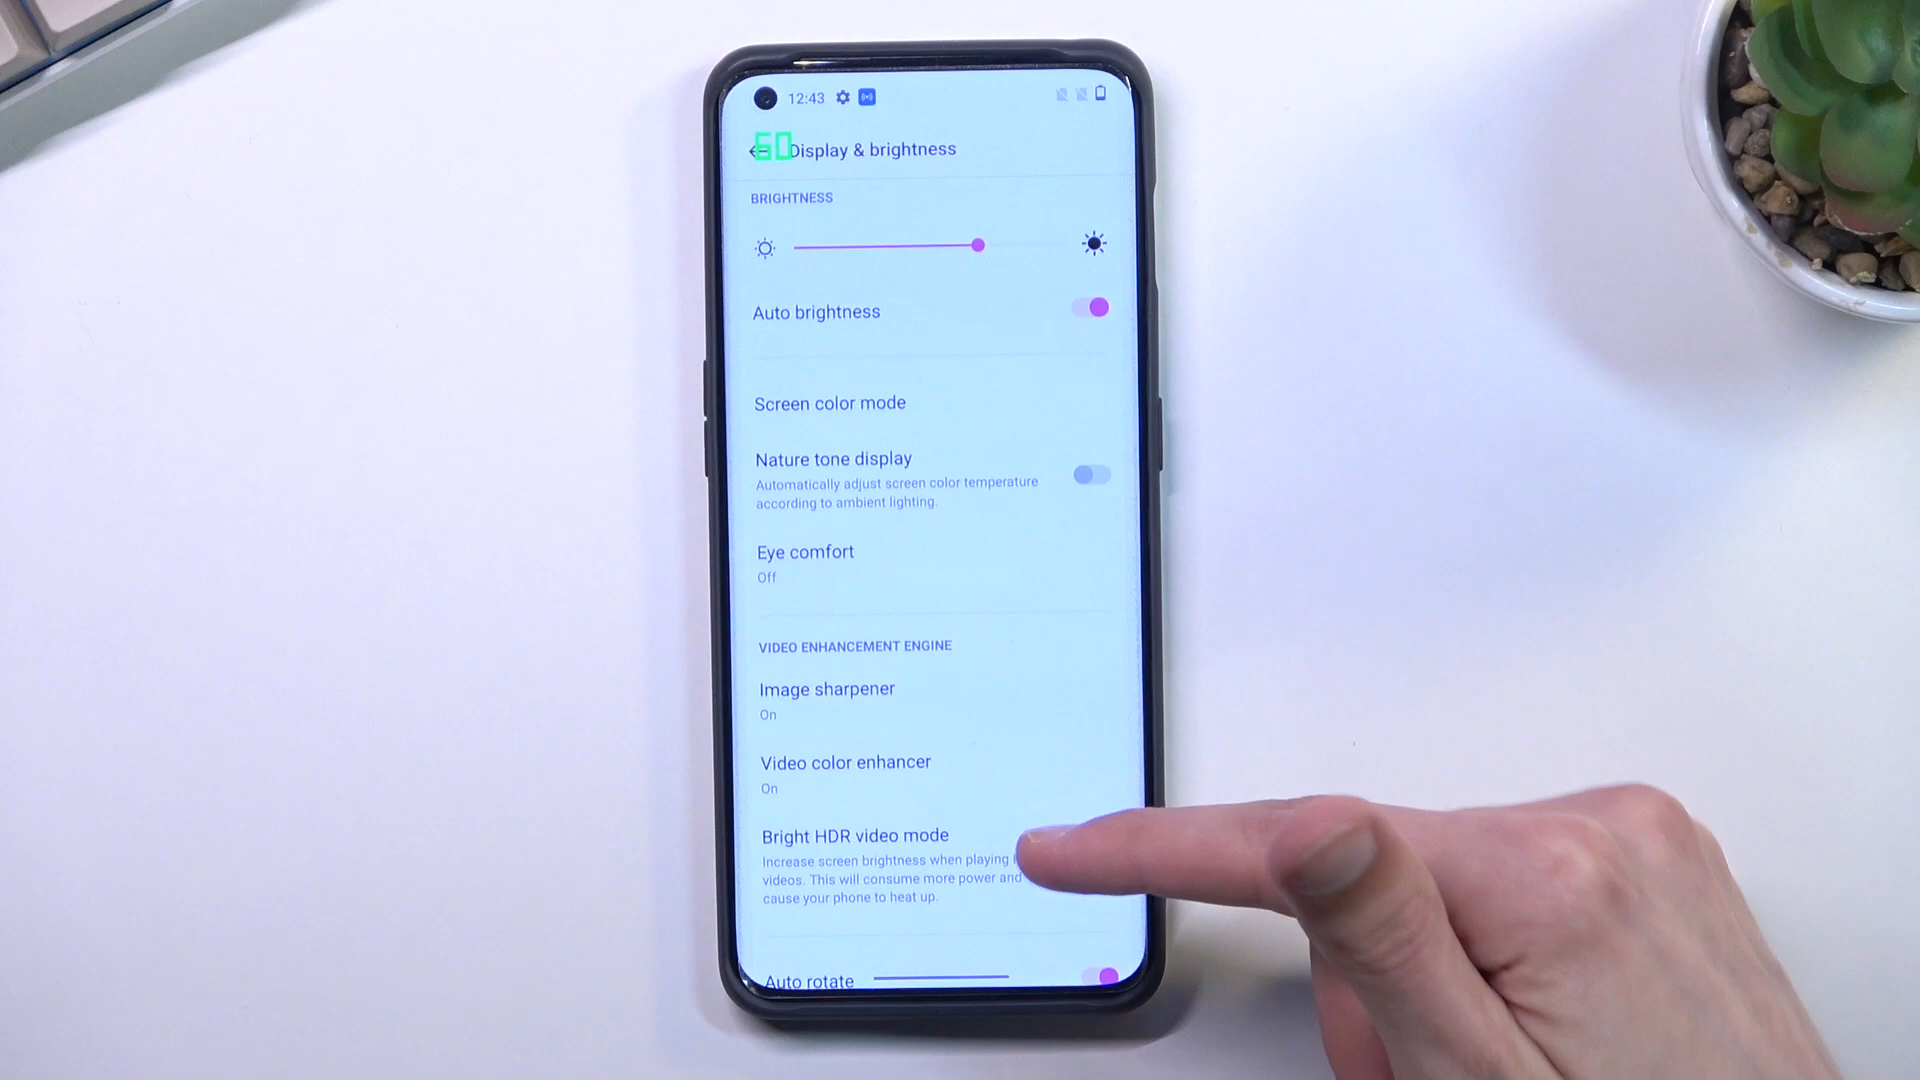 12:43
60
Display & brightness
BRIGHTNESS
Auto brightness
Screen color mode
Nature tone display
Automatically adjust screen color temperature
according to ambient lighting.
Eye comfort
Off
VIDEO ENHANCEMENT ENGINE
Image sharpener
On
Video color enhancer
On
Bright HDR video mode
Increase screen brightness when playing
videos. This will consume more power and
cause your phone to heat up.
Auto rotate